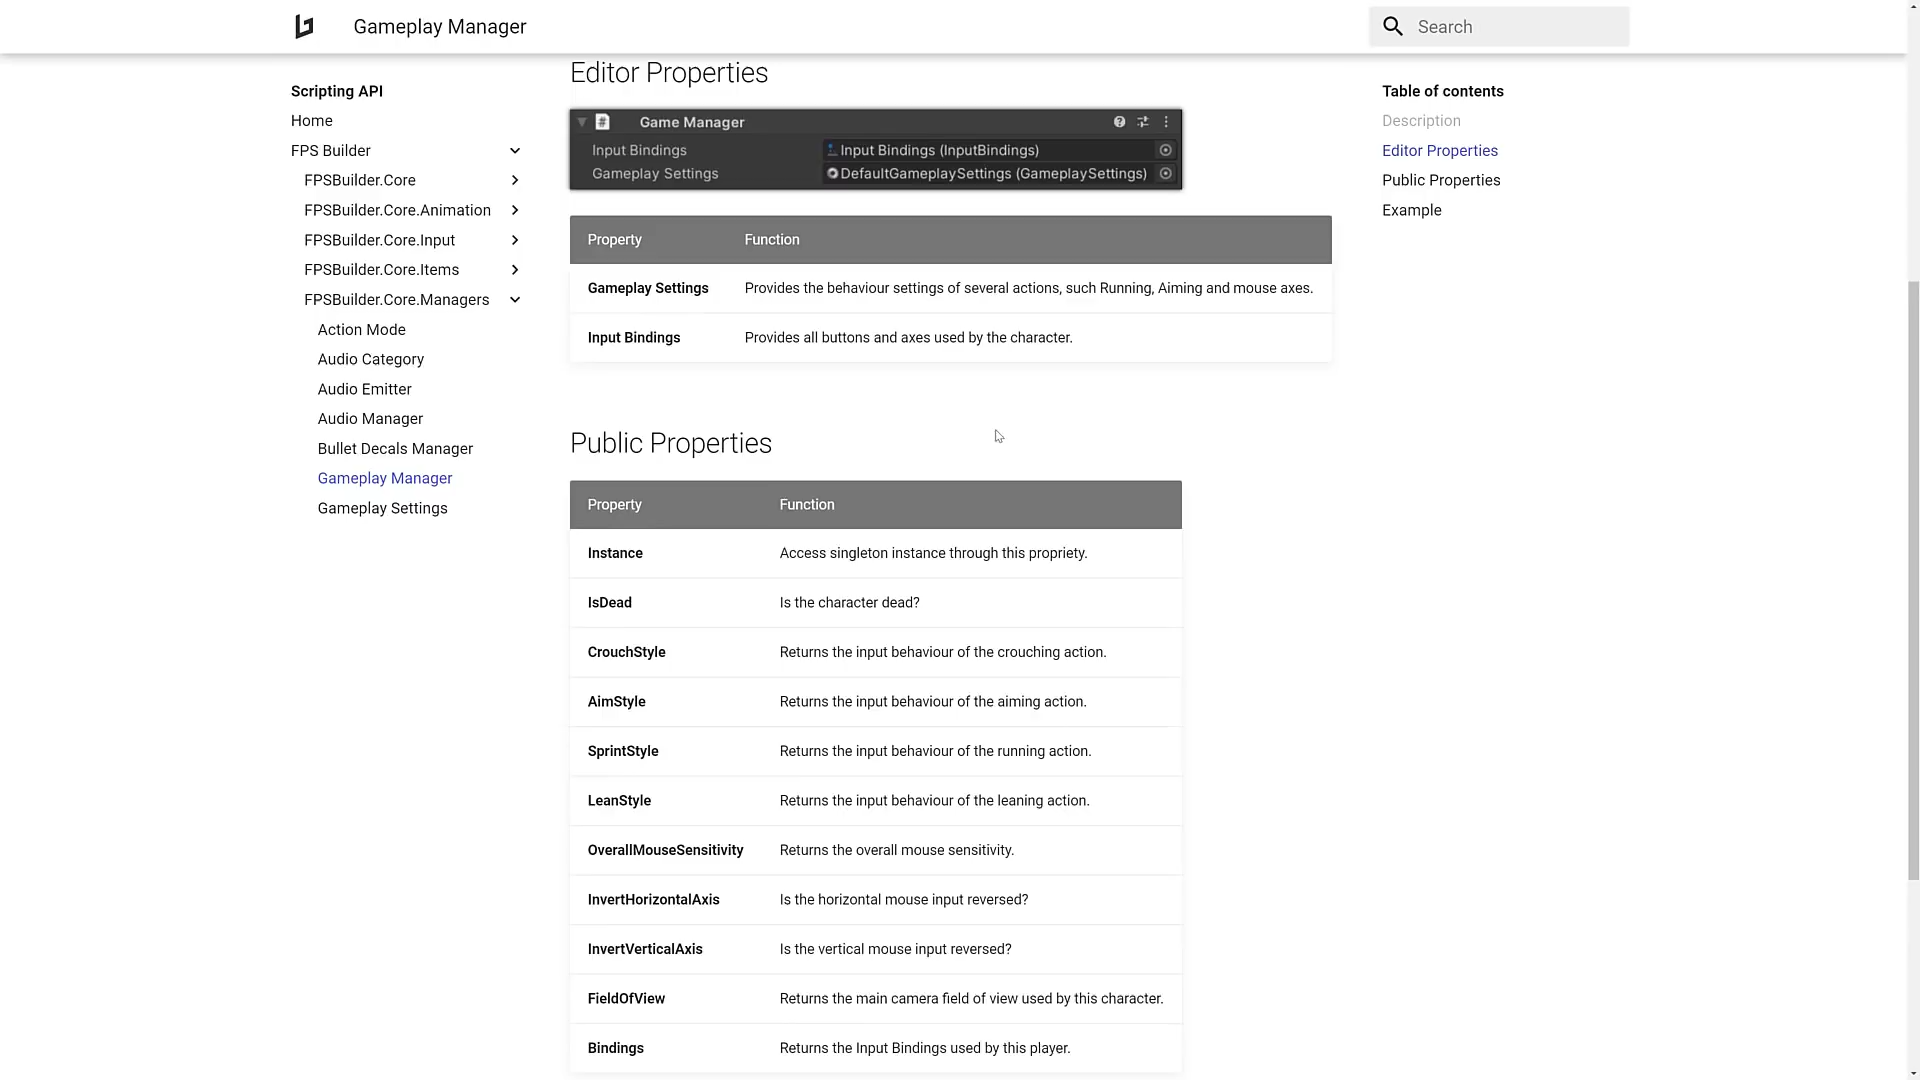 Gameplay Manager
Search
Scripting API
Home
FPS Builder
FPSBuilder.Core
FPSBuilder.Core.Animation
FPSBuilder.Core.Input
FPSBuilder.Core.Items
FPSBuilder.Core.Managers
Action Mode
Audio Category
Audio Emitter
Audio Manager
Bullet Decals Manager
Gameplay Manager
Gameplay Settings
Editor Properties
Game Manager
Input Bindings Input Bindings (InputBindings)
Gameplay Settings DefaultGameplaySettings (GameplaySettings)
Property Function
Gameplay Settings Provides the behaviour settings of several actions, such Running, Aiming and mouse axes.
Input Bindings Provides all buttons and axes used by the character.
Public Properties
Property Function
Instance Access singleton instance through this propriety.
IsDead Is the character dead?
CrouchStyle Returns the input behaviour of the crouching action.
AimStyle Returns the input behaviour of the aiming action.
SprintStyle Returns the input behaviour of the running action.
LeanStyle Returns the input behaviour of the leaning action.
OverallMouseSensitivity Returns the overall mouse sensitivity.
InvertHorizontalAxis Is the horizontal mouse input reversed?
InvertVerticalAxis Is the vertical mouse input reversed?
FieldOfView Returns the main camera field of view used by this character.
Bindings Returns the Input Bindings used by this player.
Table of contents
Description
Editor Properties
Public Properties
Example